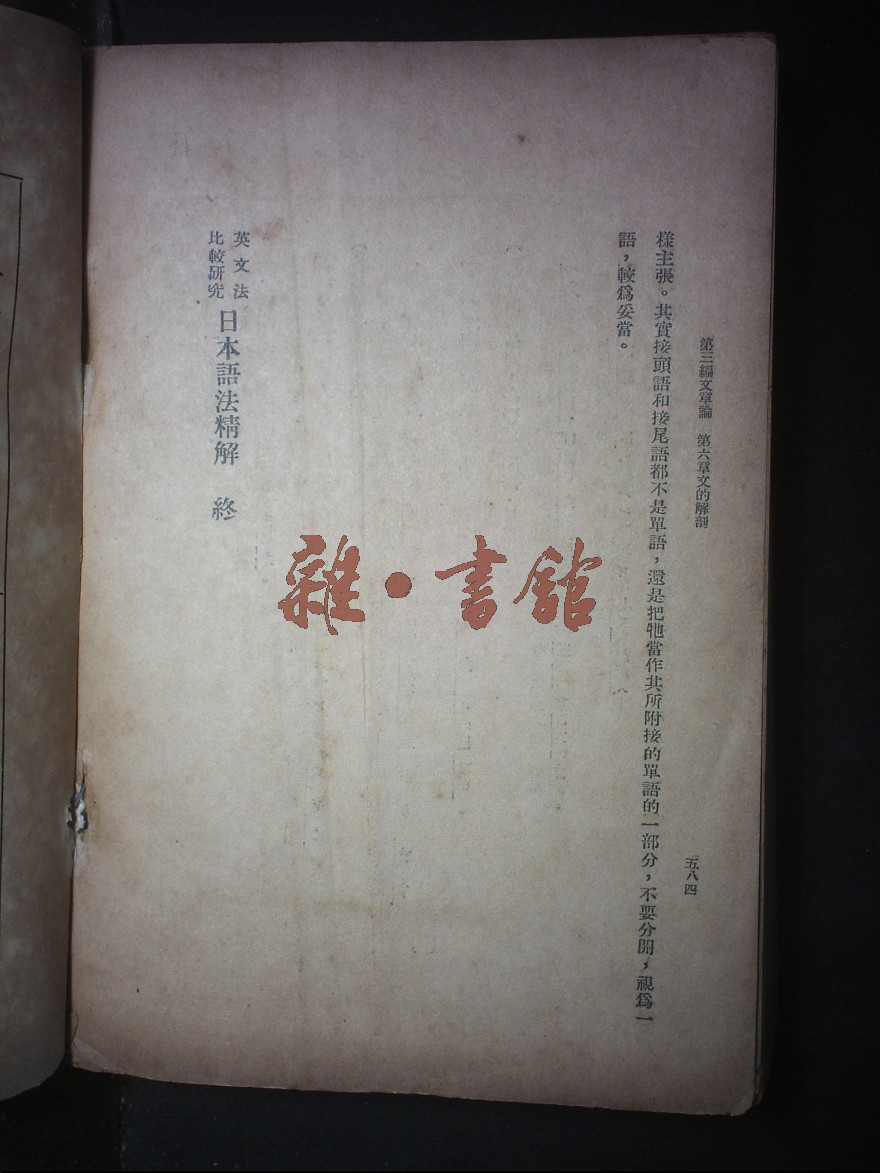 第三編文章論　第六章文的解剖
五八四
樣主張。其實接頭語和接尾語都不是單語，還是把牠當作其所附接的單語的一部分，不要分開，視爲一
語，較爲妥當。
英文法
比較研究
日本語法精解　終
雜·書館